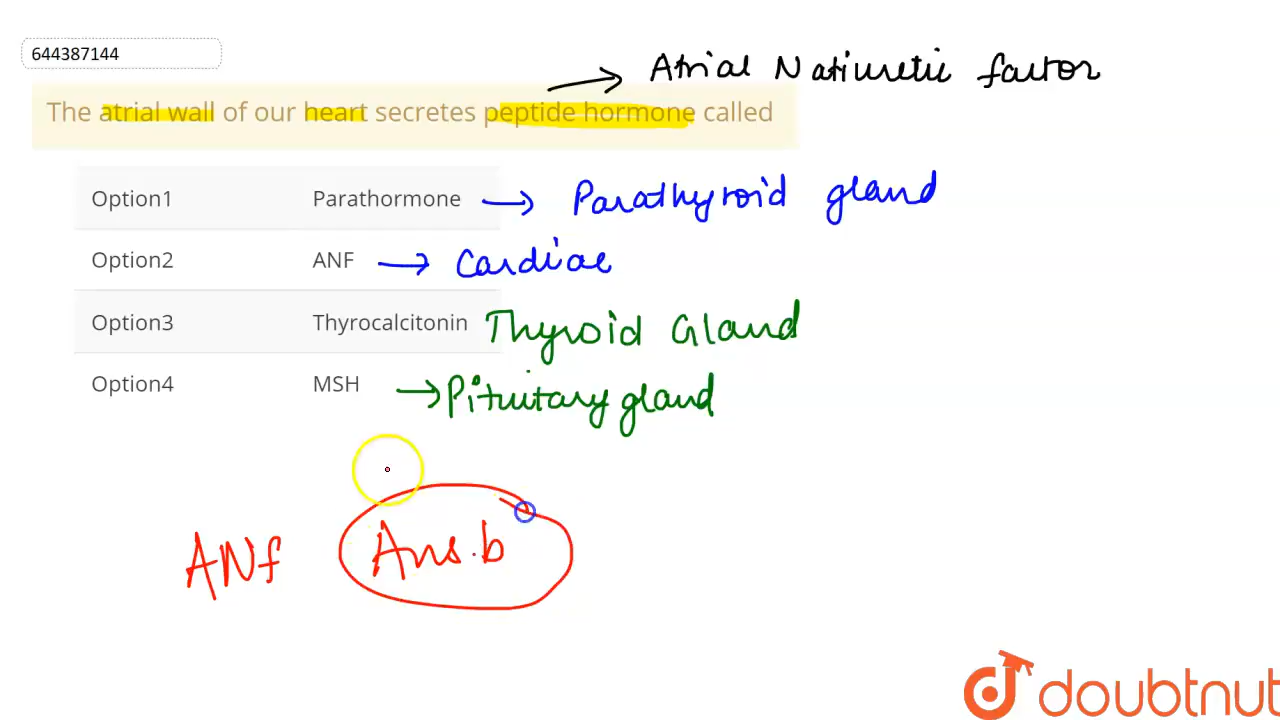 644387144
Atrial Natiuretic factor
The atrial wall of our heart secretes peptide hormone called
Option1 Parathormone → Parathyroid gland
Option2 ANF → Cardiac
Option3 Thyrocalcitonin Thyroid Gland
Option4 MSH → Pituitary gland
ANf Ans.b
doubtnut